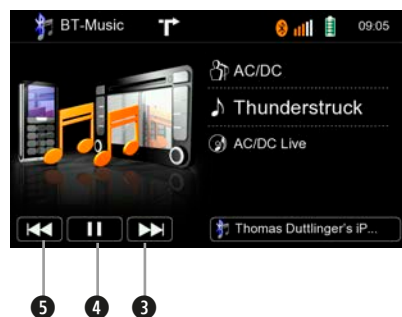 BT-Music 09:05
AC/DC
Thunderstruck
AC/DC Live
Thomas Duttlinger's iP...
5 4 3